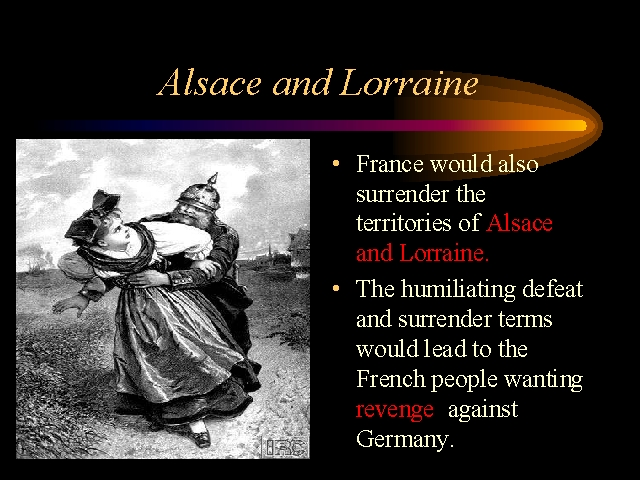 Alsace and Lorraine
• France would also
surrender the
territories of Alsace
and Lorraine.
• The humiliating defeat
and surrender terms
would lead to the
French people wanting
revenge against
Germany.